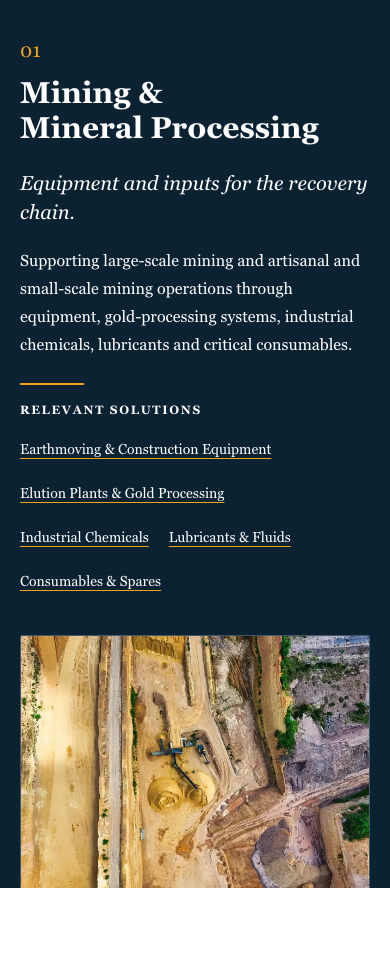 01
Mining &
Mineral Processing
Equipment and inputs for the recovery
chain.
Supporting large-scale mining and artisanal and
small-scale mining operations through
equipment, gold-processing systems, industrial
chemicals, lubricants and critical consumables.
RELEVANT SOLUTIONS
Earthmoving & Construction Equipment
Elution Plants & Gold Processing
Industrial Chemicals Lubricants & Fluids
Consumables & Spares